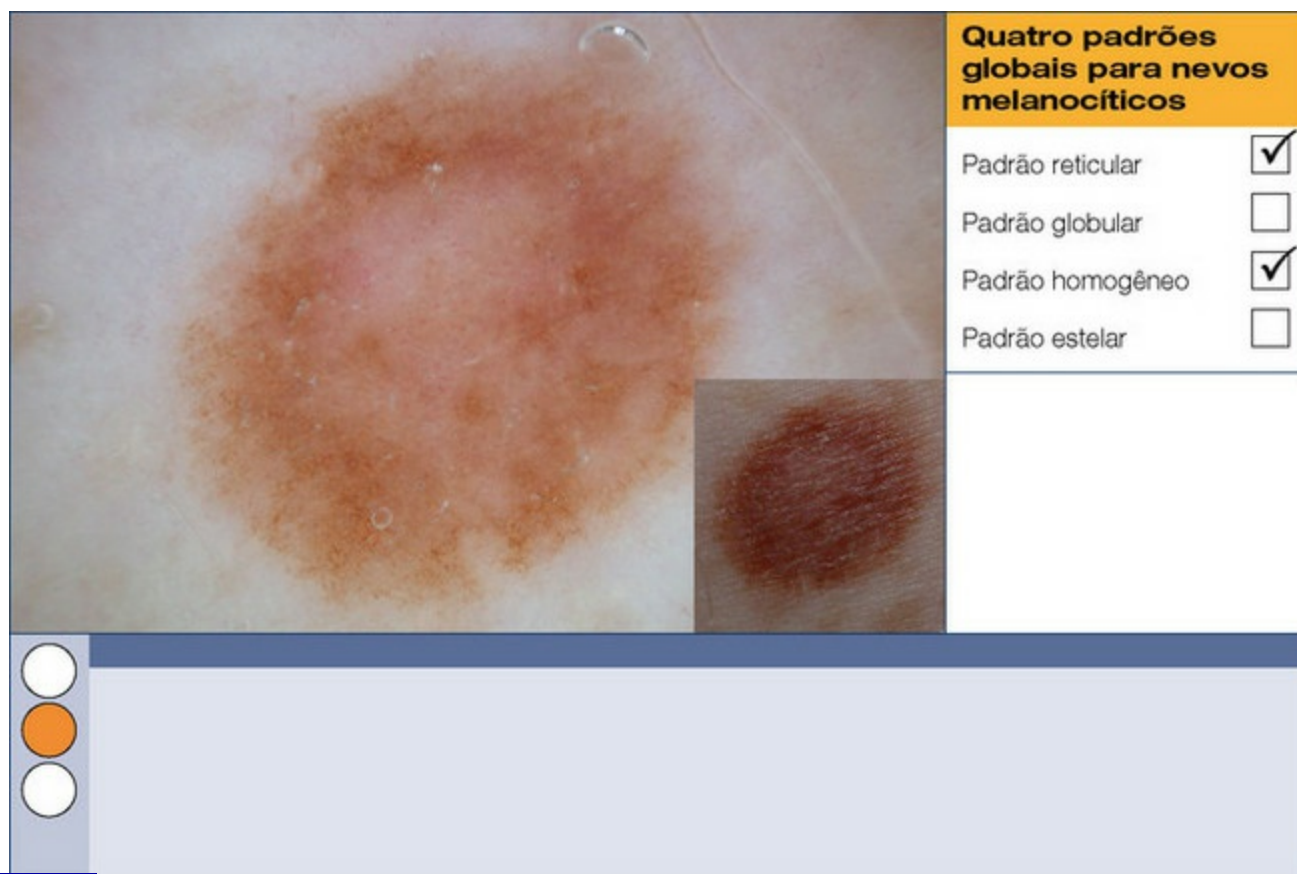 Quatro padrões
globais para nevos
melanocíticos
Padrão reticular
Padrão globular
Padrão homogêneo
Padrão estelar